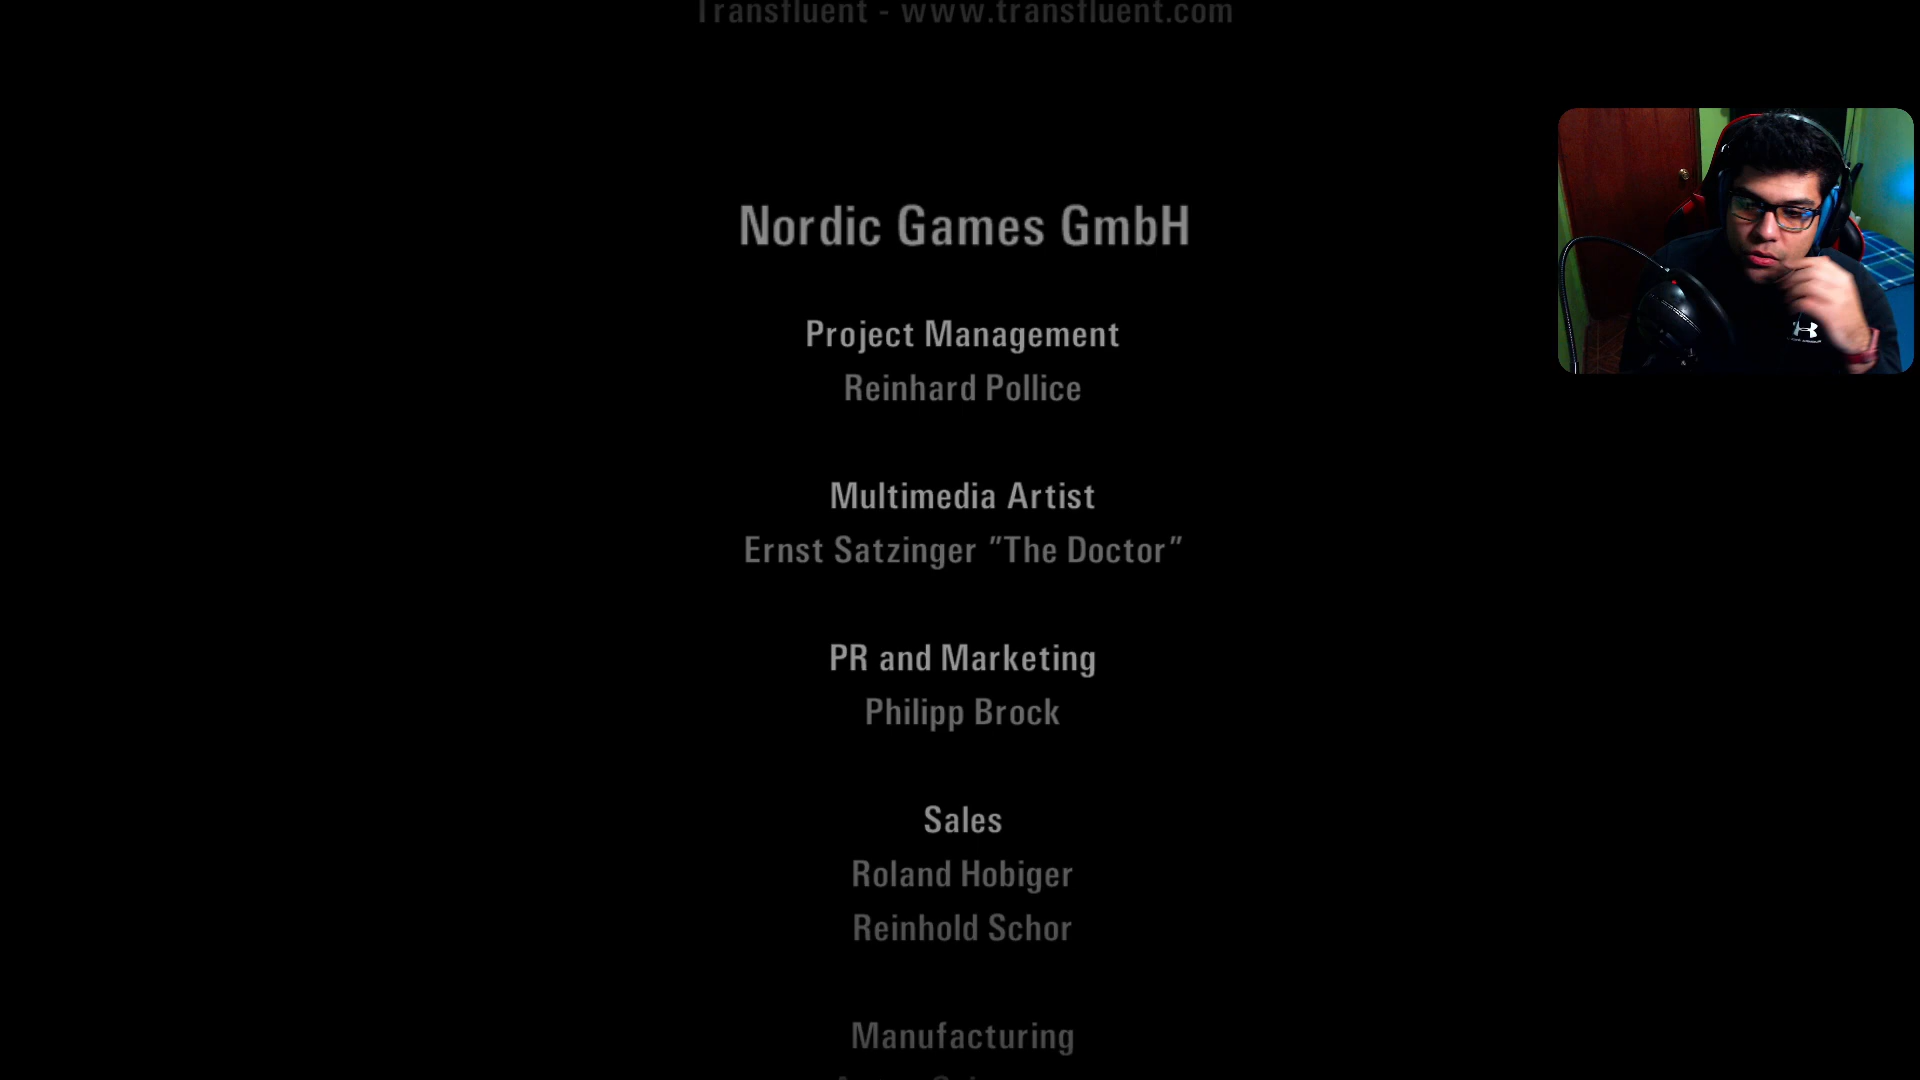 Transfluent - www.transfluent.com
Nordic Games GmbH
Project Management
Reinhard Pollice
Multimedia Artist
Ernst Satzinger "The Doctor"
PR and Marketing
Philipp Brock
Sales
Roland Hobiger
Reinhold Schor
Manufacturing